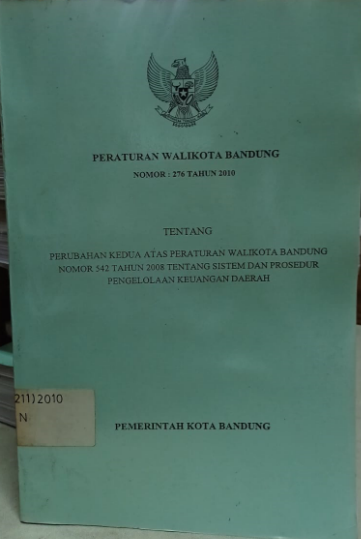 PERATURAN WALIKOTA BANDUNG
NOMOR : 276 TAHUN 2010
TENTANG
PERUBAHAN KEDUA ATAS PERATURAN WALIKOTA BANDUNG
NOMOR 542 TAHUN 2008 TENTANG SISTEM DAN PROSEDUR
PENGELOLAAN KEUANGAN DAERAH
211)2010
N
PEMERINTAH KOTA BANDUNG